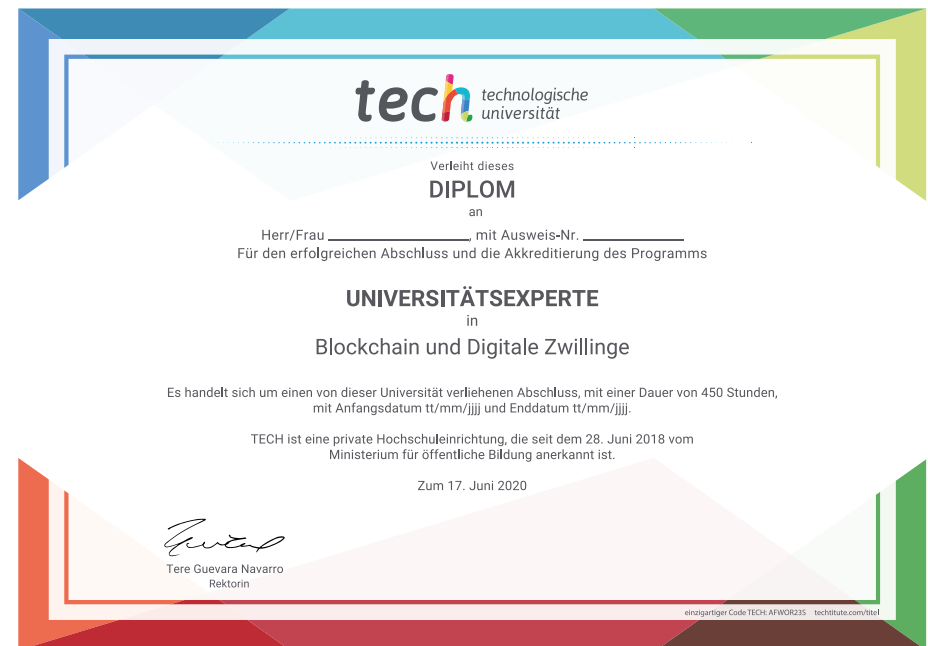 tech technologische
universität
Verleiht dieses
DIPLOM
an
Herr/Frau ____________, mit Ausweis-Nr. ____________
Für den erfolgreichen Abschluss und die Akkreditierung des Programms
UNIVERSITÄTSEXPERTE
in
Blockchain und Digitale Zwillinge
Es handelt sich um einen von dieser Universität verliehenen Abschluss, mit einer Dauer von 450 Stunden,
mit Anfangsdatum tt/mm/jjjj und Enddatum tt/mm/jjjj.
TECH ist eine private Hochschuleinrichtung, die seit dem 28. Juni 2018 vom
Ministerium für öffentliche Bildung anerkannt ist.
Zum 17. Juni 2020
Tere Guevara Navarro
Rektorin
einzigartiger Code TECH: AFWOR23S techtitute.com/titel